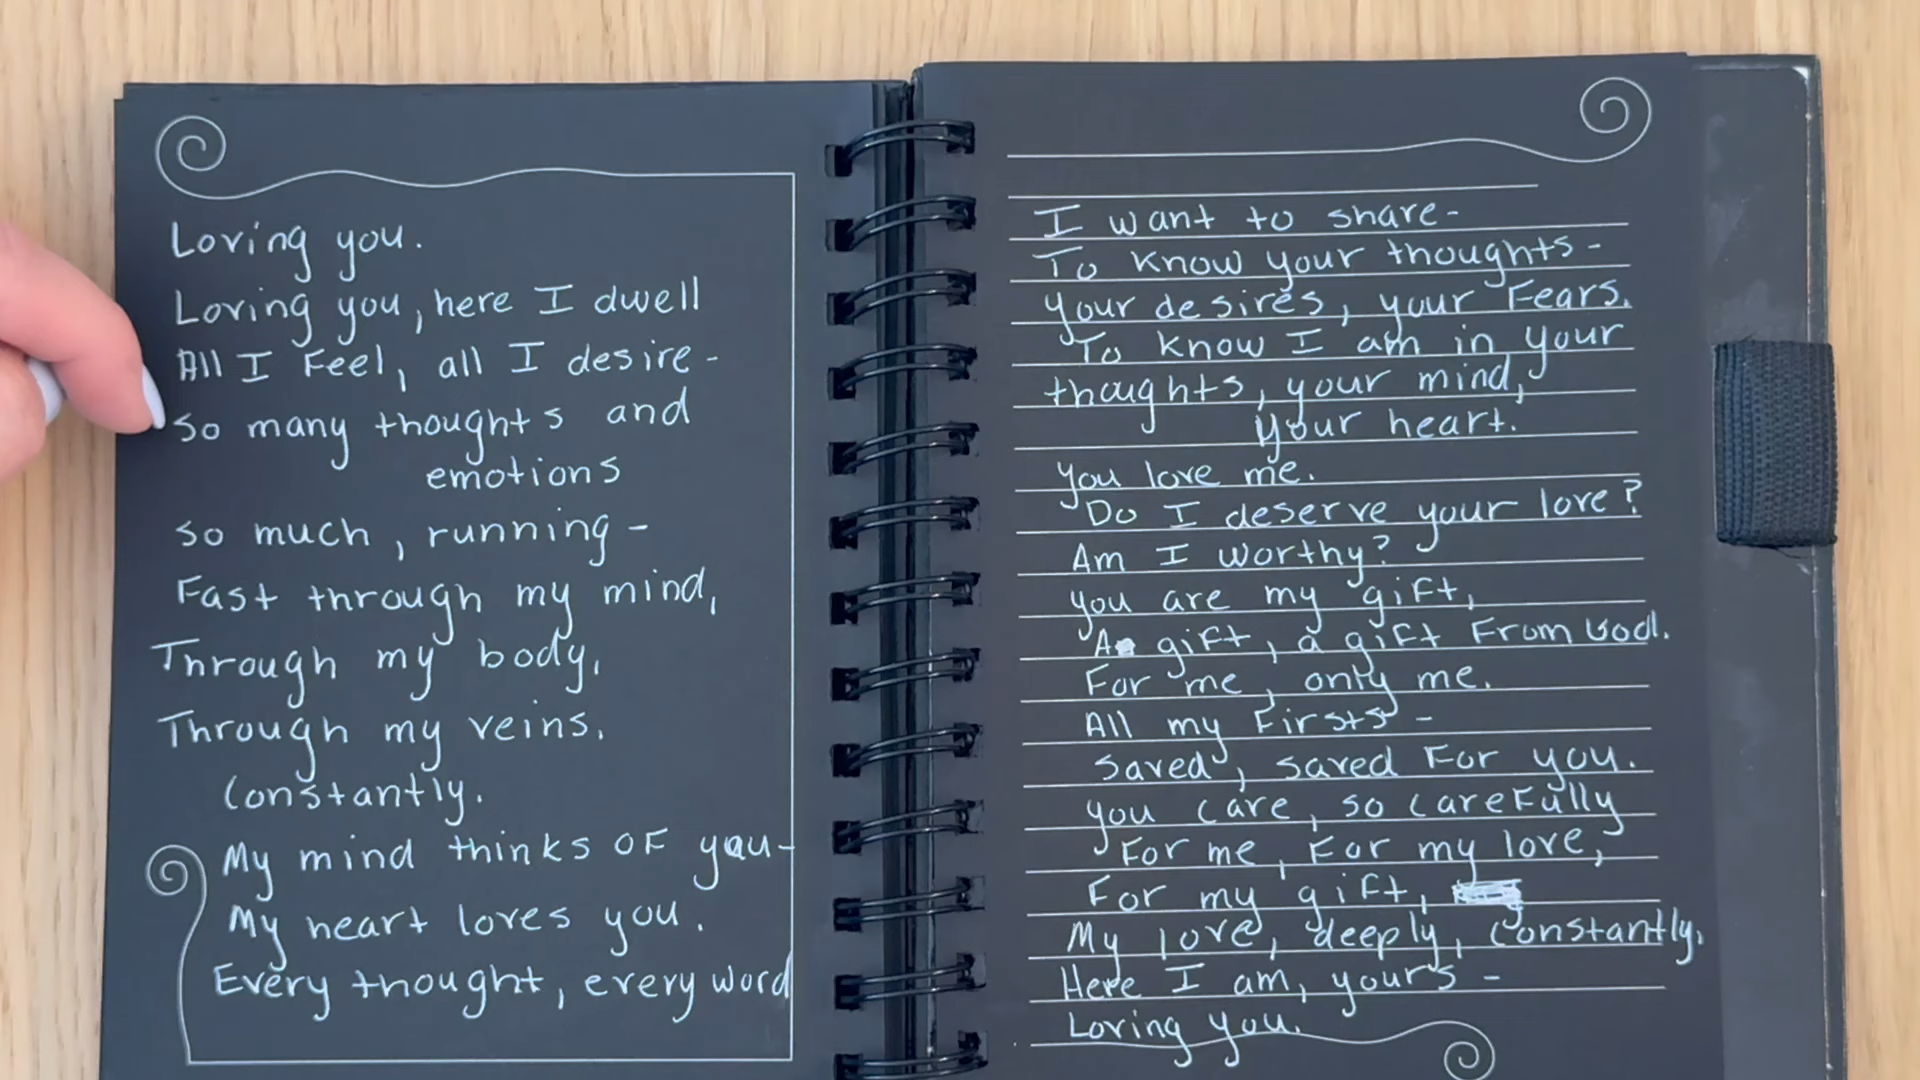 Loving you.
Loving you, here I dwell
All I Feel, all I desire-
so many thoughts and
emotions
so much, running-
Fast through my mind,
Through my body,
Through my veins.
Constantly.
My mind thinks of you-
My heart loves you.
Every thought, every word
I want to share-
To know your thoughts-
your desires, your Fears.
To know I am in your
thoughts, your mind,
your heart.
you love me.
Do I deserve your love?
Am I worthy?
you are my gift,
A gift, a gift From God.
For me, only me.
All my Firsts-
saved, saved For you.
you care, so carefully
For me, For my love,
For my gift,
My love, deeply, constantly,
Here I am, yours-
Loving you.